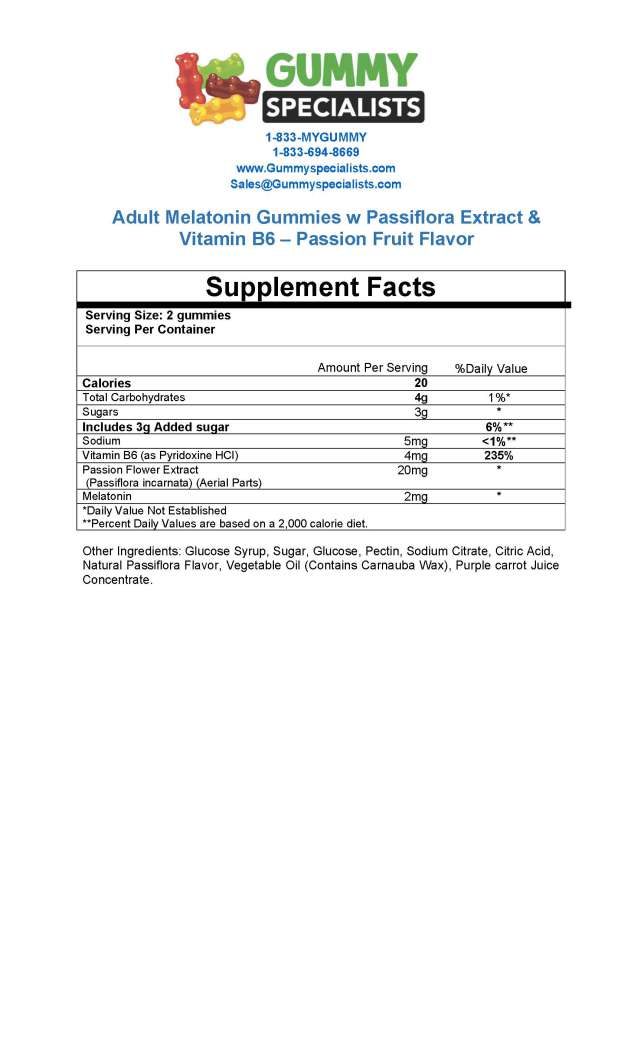 GUMMY
SPECIALISTS
1-833-MYGUMMY
1-833-694-8669
www.Gummyspecialists.com
Sales@Gummyspecialists.com
Adult Melatonin Gummies w Passiflora Extract &
Vitamin B6 – Passion Fruit Flavor
Supplement Facts
Serving Size: 2 gummies
Serving Per Container
Amount Per Serving %Daily Value
Calories 20
Total Carbohydrates 4g 1%*
Sugars 3g *
Includes 3g Added sugar 6%**
Sodium 5mg <1%**
Vitamin B6 (as Pyridoxine HCl) 4mg 235%
Passion Flower Extract 20mg *
(Passiflora incarnata) (Aerial Parts)
Melatonin 2mg *
*Daily Value Not Established
**Percent Daily Values are based on a 2,000 calorie diet.
Other Ingredients: Glucose Syrup, Sugar, Glucose, Pectin, Sodium Citrate, Citric Acid,
Natural Passiflora Flavor, Vegetable Oil (Contains Carnauba Wax), Purple carrot Juice
Concentrate.